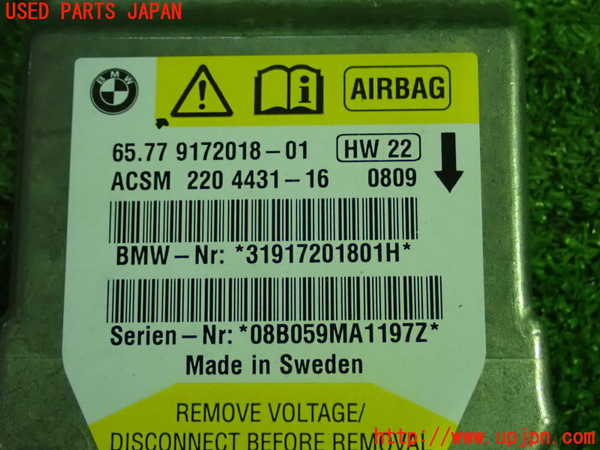 USED PARTS JAPAN
BMW
AIRBAG
65.77 9172018-01 HW 22
ACSM 220 4431-16 0809
BMW-Nr: *31917201801H*
Serien-Nr: *08B059MA1197Z*
Made in Sweden
REMOVE VOLTAGE/
DISCONNECT BEFORE REMOVAL
http://www.upjpn.com/